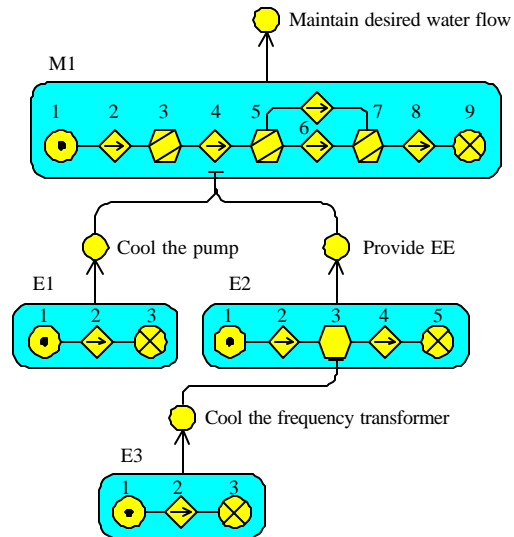 Maintain desired water flow
M1
1 2 3 4 5 6 7 8 9
Cool the pump
Provide EE
E1
E2
1 2 3
1 2 3 4 5
Cool the frequency transformer
E3
1 2 3